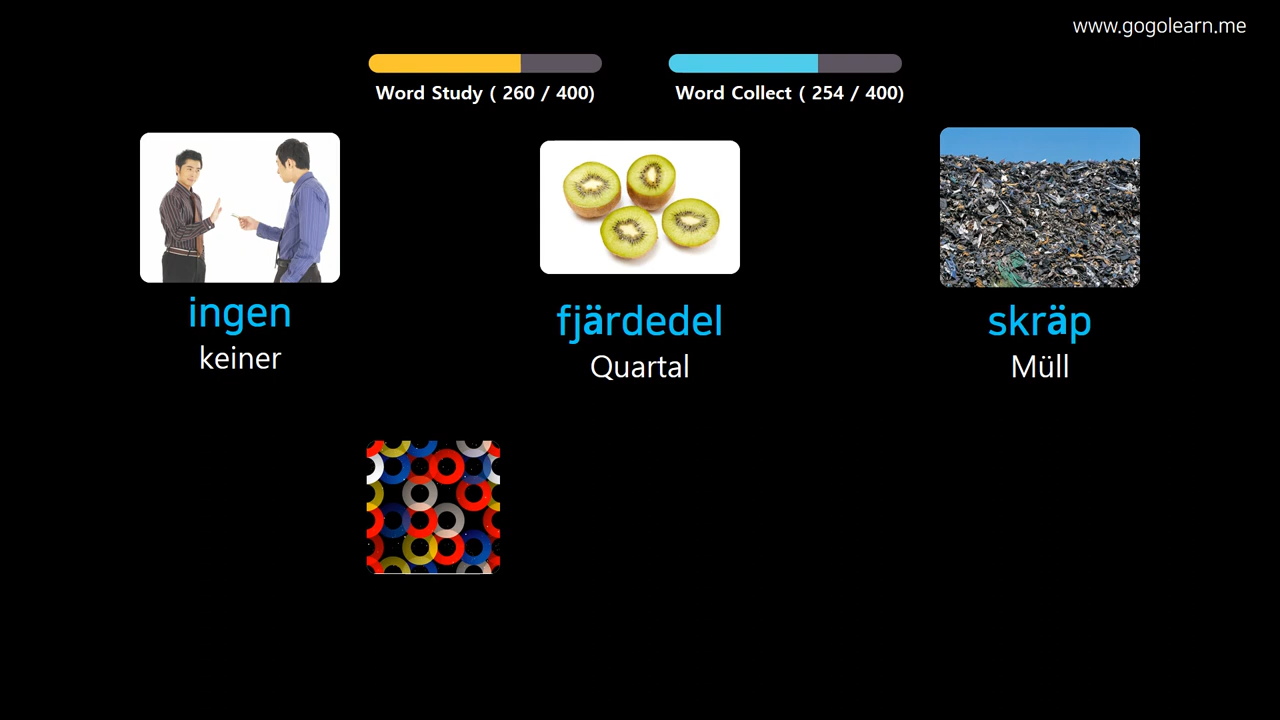 www.gogolearn.me
Word Study ( 260 / 400)
Word Collect ( 254 / 400)
ingen
keiner
fjärdedel
Quartal
skräp
Müll